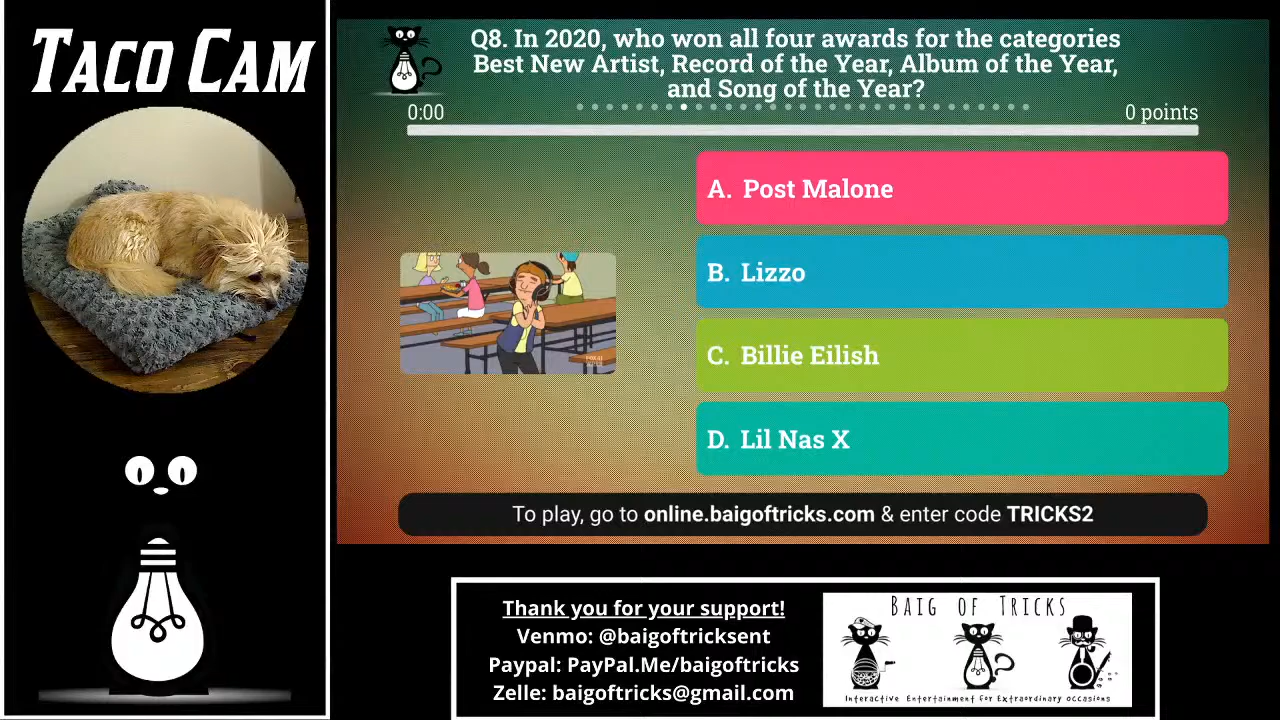 TACO CAM
Q8. In 2020, who won all four awards for the categories
Best New Artist, Record of the Year, Album of the Year,
and Song of the Year?
0:00
0 points
A. Post Malone
B. Lizzo
C. Billie Eilish
D. Lil Nas X
To play, go to online.baigoftricks.com & enter code TRICKS2
Thank you for your support!
Venmo: @baigoftricksent
Paypal: PayPal.Me/baigoftricks
Zelle: baigoftricks@gmail.com
BAIG OF TRICKS
Interactive Entertainment for Extraordinary occasions